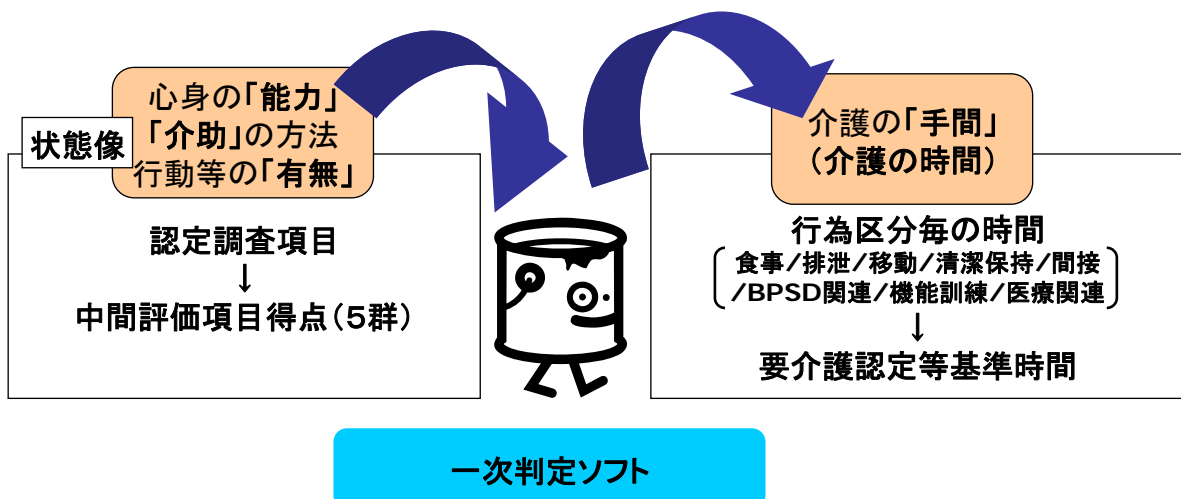 状態像
心身の「能力」
「介助」の方法
行動等の「有無」
認定調査項目
↓
中間評価項目得点(5群)
介護の「手間」
(介護の時間)
行為区分毎の時間
食事/排泄/移動/清潔保持/間接
/BPSD関連/機能訓練/医療関連
↓
要介護認定等基準時間
一次判定ソフト